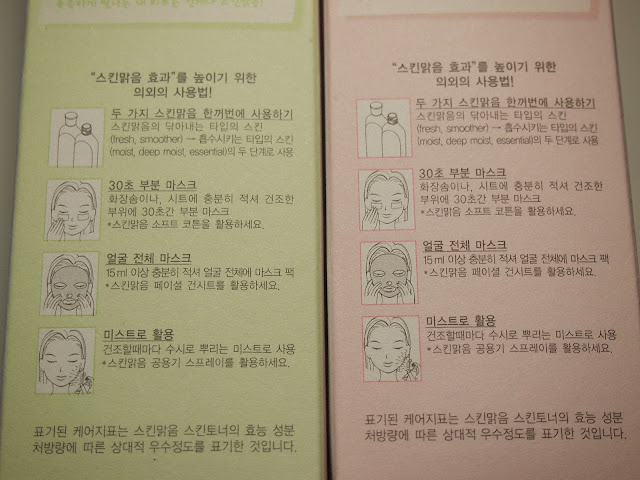 “스킨맑음 효과”를 높이기 위한
의외의 사용법!
두 가지 스킨맑음 한꺼번에 사용하기
스킨맑음의 닦아내는 타입의 스킨
(fresh, smoother) → 흡수시키는 타입의 스킨
(moist, deep moist, essential)의 두 단계로 사용
30초 부분 마스크
화장솜이나, 시트에 충분히 적셔 건조한
부위에 30초간 부분 마스크
*스킨맑음 소프트 코튼을 활용하세요.
얼굴 전체 마스크
15ml 이상 충분히 적셔 얼굴 전체에 마스크 팩
*스킨맑음 페이셜 건시트를 활용하세요.
미스트로 활용
건조할때마다 수시로 뿌리는 미스트로 사용
*스킨맑음 공용기 스프레이를 활용하세요.
표기된 케어지표는 스킨맑음 스킨토너의 효능 성분
처방량에 따른 상대적 우수정도를 표기한 것입니다.
“스킨맑음 효과”를 높이기 위한
의외의 사용법!
두 가지 스킨맑음 한꺼번에 사용하기
스킨맑음의 닦아내는 타입의 스킨
(fresh, smoother) → 흡수시키는 타입의 스킨
(moist, deep moist, essential)의 두 단계로 사용
30초 부분 마스크
화장솜이나, 시트에 충분히 적셔 건조한
부위에 30초간 부분 마스크
*스킨맑음 소프트 코튼을 활용하세요.
얼굴 전체 마스크
15ml 이상 충분히 적셔 얼굴 전체에 마스크 팩
*스킨맑음 페이셜 건시트를 활용하세요.
미스트로 활용
건조할때마다 수시로 뿌리는 미스트로 사용
*스킨맑음 공용기 스프레이를 활용하세요.
표기된 케어지표는 스킨맑음 스킨토너의 효능 성분
처방량에 따른 상대적 우수정도를 표기한 것입니다.